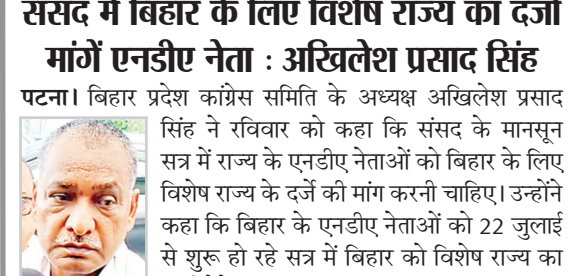 संसद में बिहार के लिए विशेष राज्य का दर्जा
मांगें एनडीए नेता : अखिलेश प्रसाद सिंह
पटना। बिहार प्रदेश कांग्रेस समिति के अध्यक्ष अखिलेश प्रसाद
सिंह ने रविवार को कहा कि संसद के मानसून
सत्र में राज्य के एनडीए नेताओं को बिहार के लिए
विशेष राज्य के दर्जे की मांग करनी चाहिए। उन्होंने
कहा कि बिहार के एनडीए नेताओं को 22 जुलाई
से शुरू हो रहे सत्र में बिहार को विशेष राज्य का